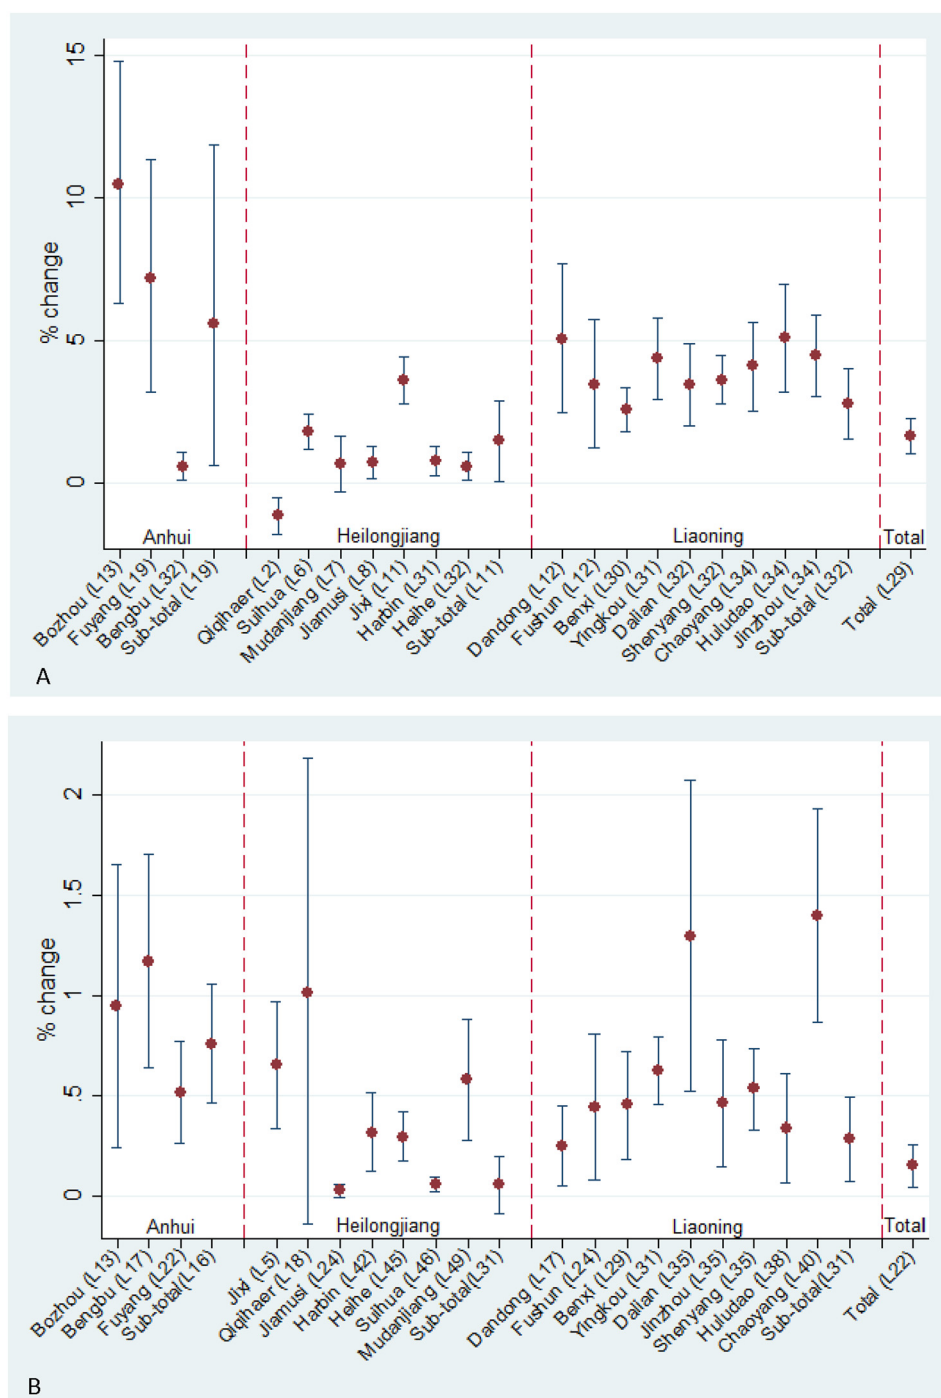 15
10
5
0
% change
Anhui
Heilongjiang
Liaoning
Total
Bozhou (L13)
Fuyang (L19)
Bengbu (L32)
Sub-total (L19)
Qiqihaer (L2)
Suihua (L6)
Mudanjiang (L7)
Jiamusi (L8)
Jixi (L11)
Harbin (L31)
Heihe (L32)
Sub-total (L11)
Dandong (L12)
Fushun (L12)
Benxi (L30)
Yingkou (L31)
Dalian (L32)
Shenyang (L32)
Chaoyang (L34)
Huludao (L34)
Jinzhou (L34)
Sub-total (L32)
Total (L29)
A
2
1.5
1
.5
0
% change
Anhui
Heilongjiang
Liaoning
Total
Bozhou (L13)
Bengbu (L17)
Fuyang (L22)
Sub-total(L16)
Jixi (L5)
Qiqihaer (L18)
Jiamusi (L24)
Harbin (L42)
Heihe (L45)
Suihua (L46)
Mudanjiang (L49)
Sub-total(L31)
Dandong (L17)
Fushun (L24)
Benxi (L29)
Yingkou (L31)
Dalian (L35)
Jinzhou (L35)
Shenyang (L35)
Huludao (L38)
Chaoyang (L40)
Sub-total(L31)
Total (L22)
B